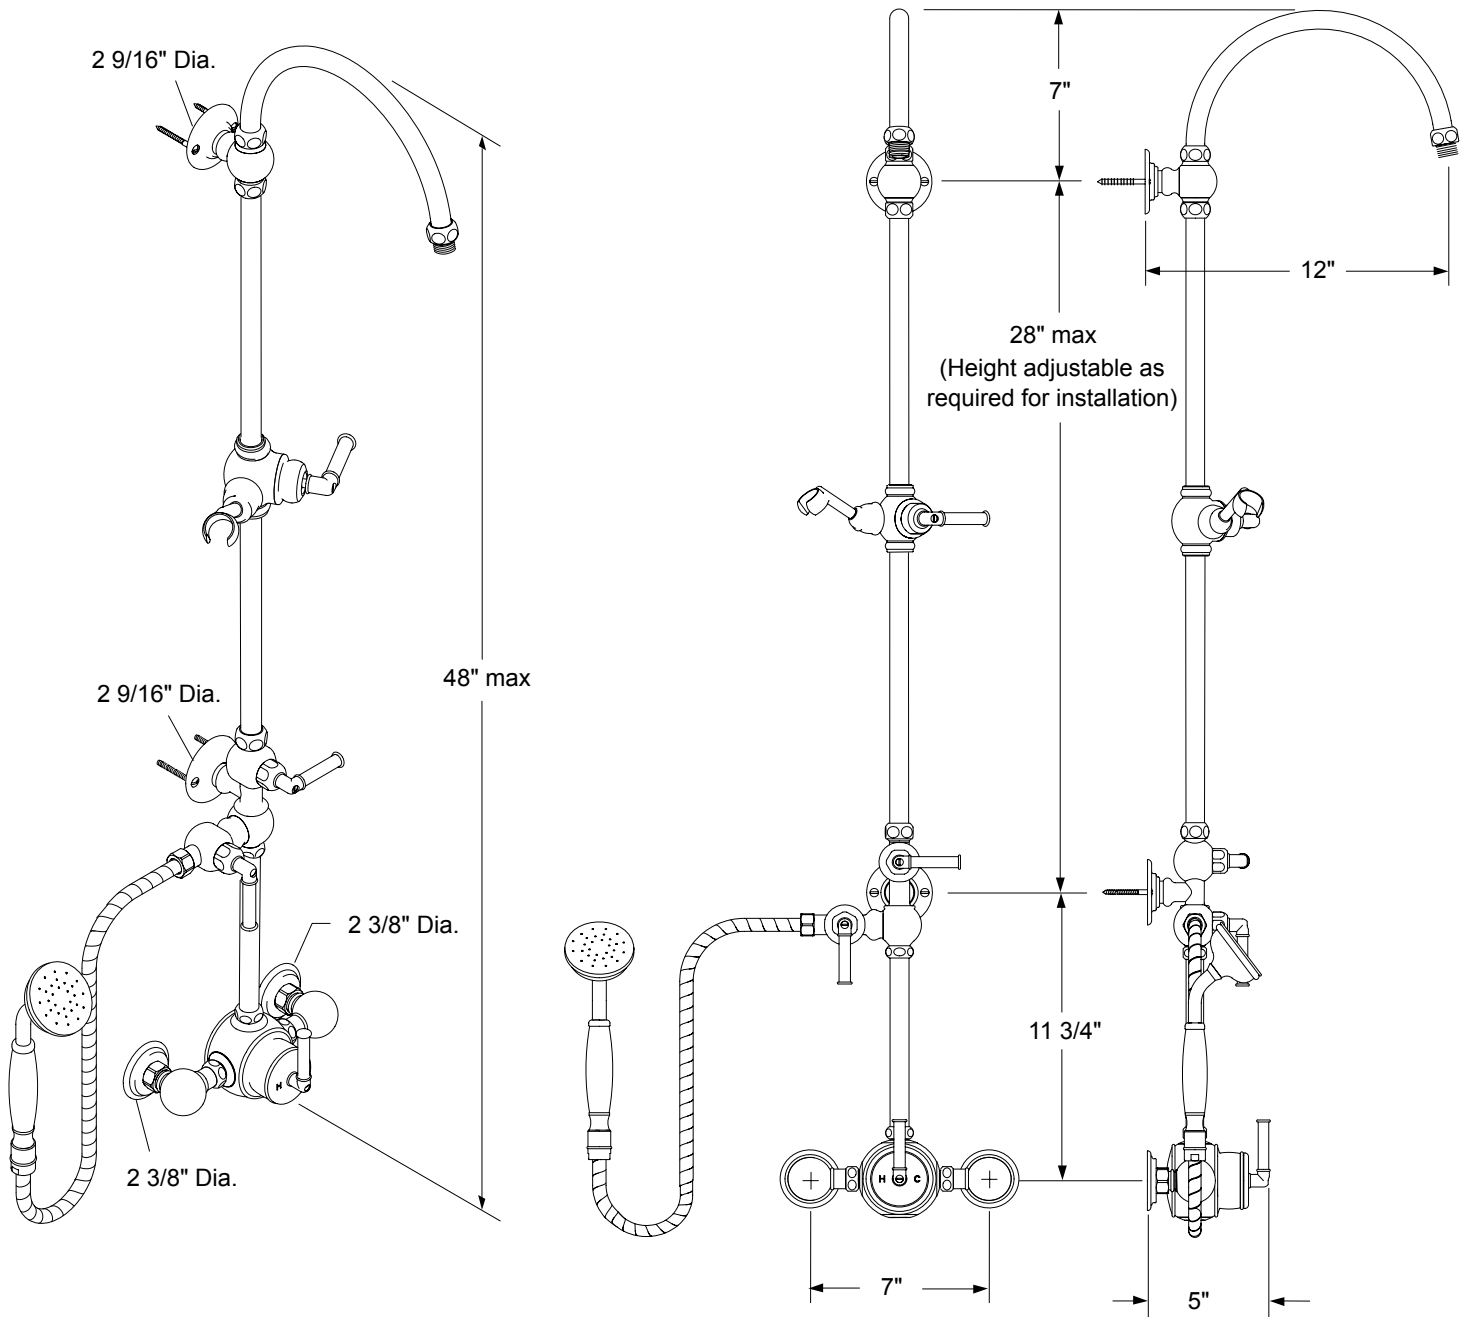 2 9/16" Dia.
7"
12"
28" max
(Height adjustable as
required for installation)
48" max
2 9/16" Dia.
2 3/8" Dia.
11 3/4"
H
2 3/8" Dia.
H C
7"
5"